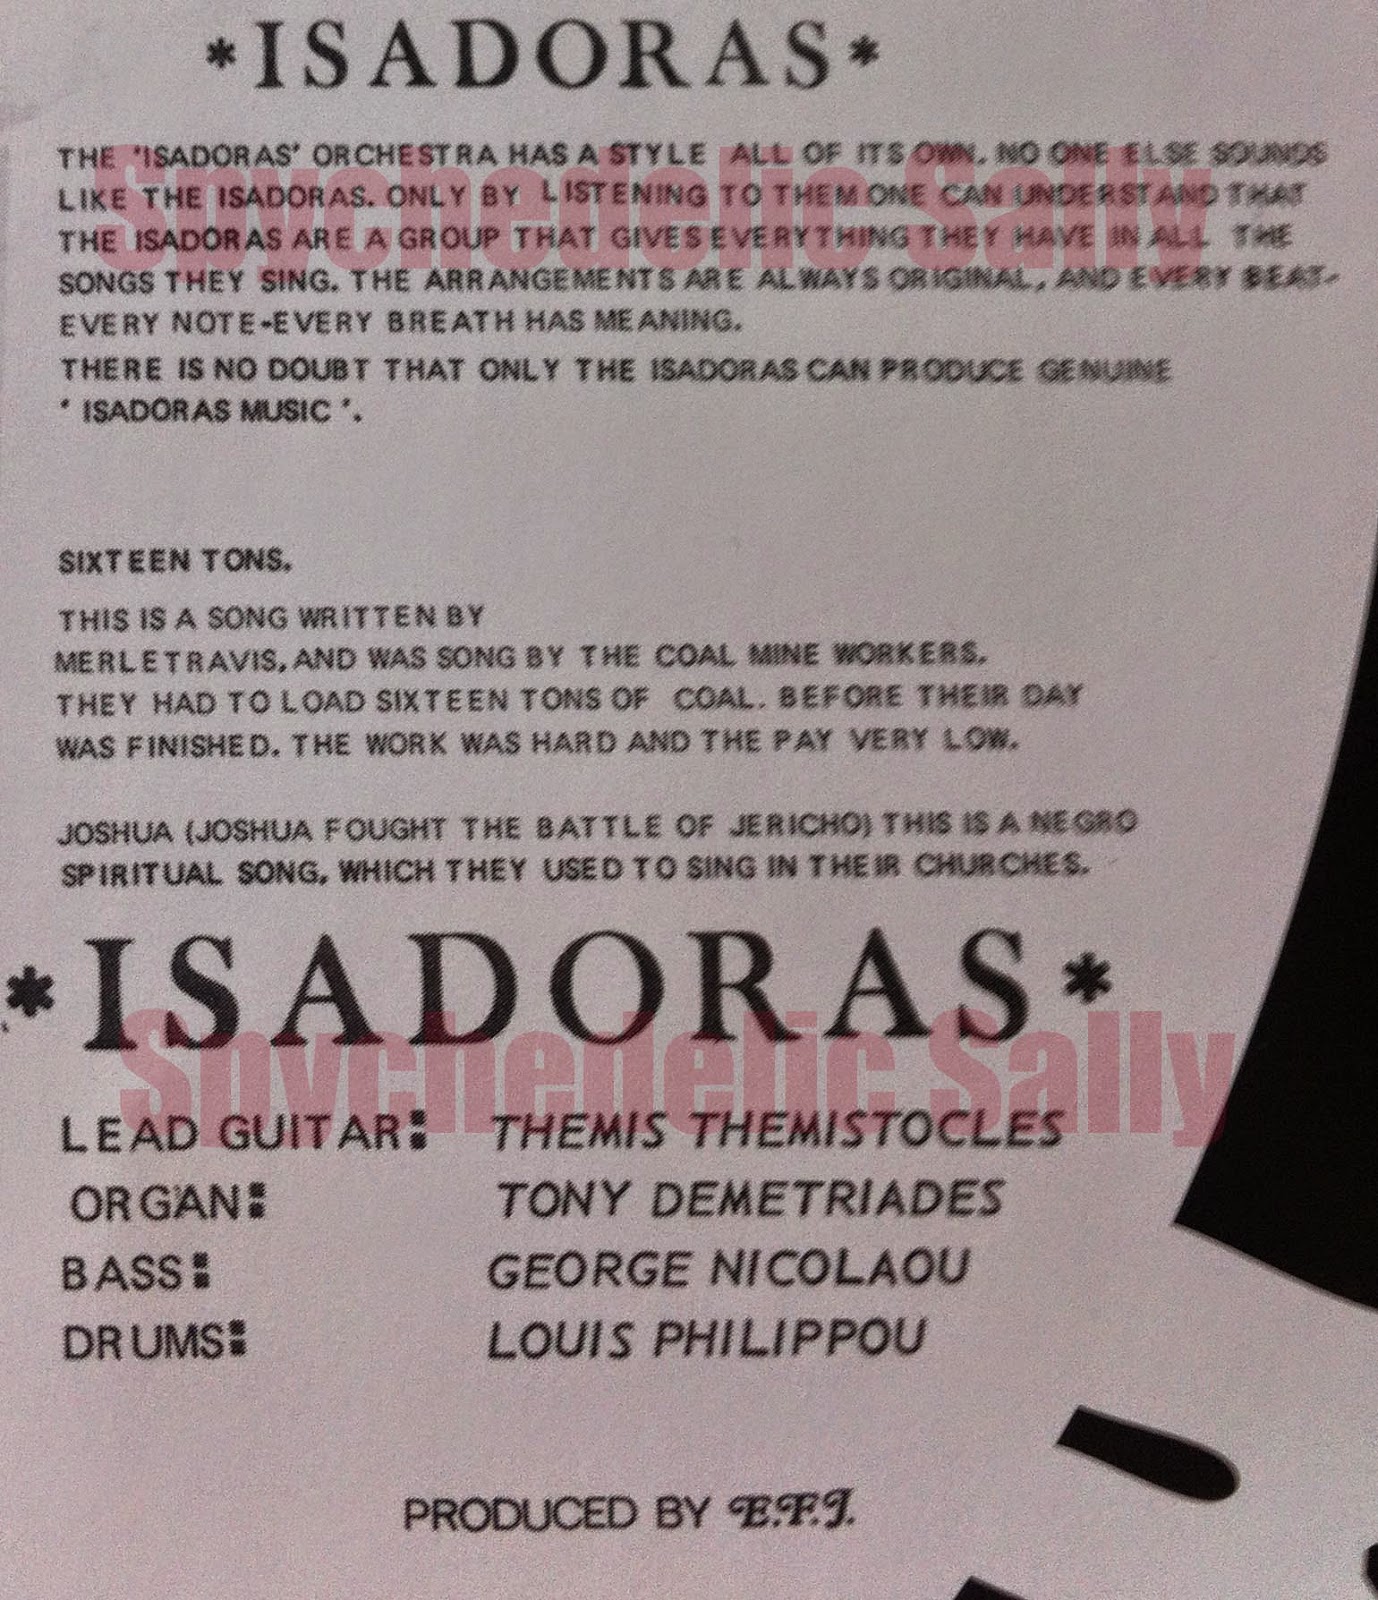 *ISADORAS*
THE 'ISADORAS' ORCHESTRA HAS A STYLE ALL OF ITS OWN. NO ONE ELSE SOUNDS
LIKE THE ISADORAS. ONLY BY LISTENING TO THEM ONE CAN UNDERSTAND THAT
THE ISADORAS ARE A GROUP THAT GIVES EVERYTHING THEY HAVE IN ALL THE
SONGS THEY SING. THE ARRANGEMENTS ARE ALWAYS ORIGINAL, AND EVERY BEAT-
EVERY NOTE-EVERY BREATH HAS MEANING.
THERE IS NO DOUBT THAT ONLY THE ISADORAS CAN PRODUCE GENUINE
' ISADORAS MUSIC '.
Spychedelic Sally
SIXTEEN TONS.
THIS IS A SONG WRITTEN BY
MERLE TRAVIS, AND WAS SONG BY THE COAL MINE WORKERS.
THEY HAD TO LOAD SIXTEEN TONS OF COAL. BEFORE THEIR DAY
WAS FINISHED. THE WORK WAS HARD AND THE PAY VERY LOW.
JOSHUA (JOSHUA FOUGHT THE BATTLE OF JERICHO) THIS IS A NEGRO
SPIRITUAL SONG, WHICH THEY USED TO SING IN THEIR CHURCHES.
*ISADORAS*
Spychedelic Sally
LEAD GUITAR: THEMIS THEMISTOCLES
ORGAN: TONY DEMETRIADES
BASS: GEORGE NICOLAOU
DRUMS: LOUIS PHILIPPOU
PRODUCED BY E.F.J.